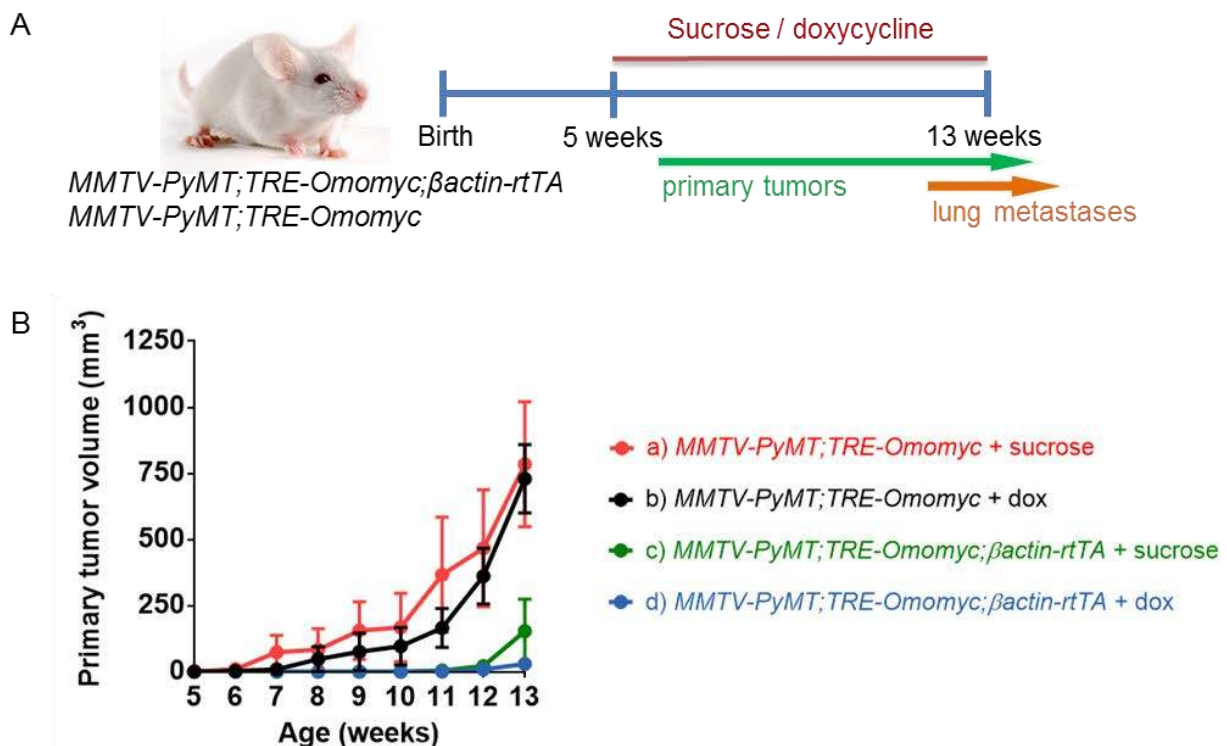 A
Sucrose / doxycycline
Birth
5 weeks
13 weeks
MMTV-PyMT;TRE-Omomyc;βactin-rtTA
MMTV-PyMT;TRE-Omomyc
primary tumors
lung metastases
B
Primary tumor volume (mm³)
1250
1000
750
500
250
0
5 6 7 8 9 10 11 12 13
Age (weeks)
a) MMTV-PyMT;TRE-Omomyc + sucrose
b) MMTV-PyMT;TRE-Omomyc + dox
c) MMTV-PyMT;TRE-Omomyc;βactin-rtTA + sucrose
d) MMTV-PyMT;TRE-Omomyc;βactin-rtTA + dox